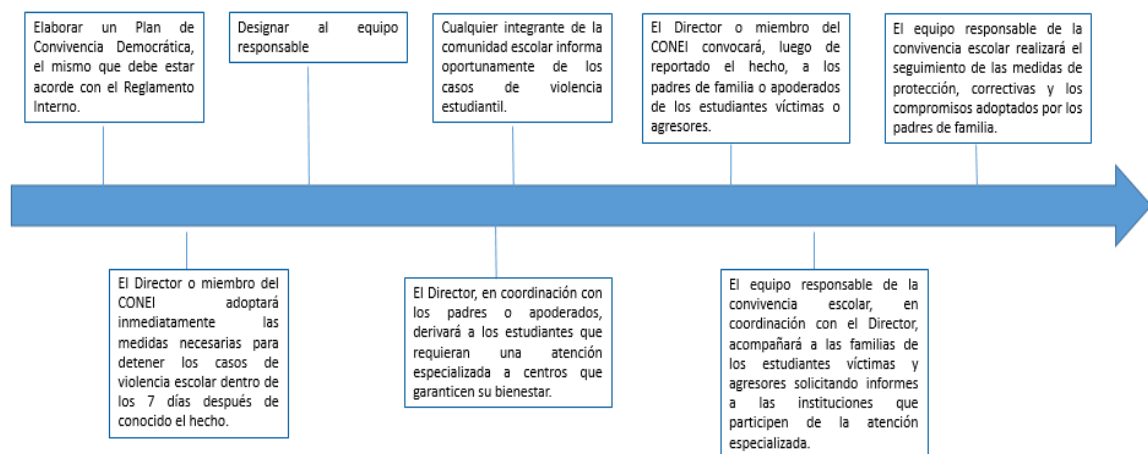 Elaborar un Plan de
Convivencia Democrática,
el mismo que debe estar
acorde con el Reglamento
Interno.
Designar al equipo
responsable
Cualquier integrante de la
comunidad escolar informa
oportunamente de los
casos de violencia
estudiantil.
El Director o miembro del
CONEI convocará, luego de
reportado el hecho, a los
padres de familia o apoderados
de los estudiantes víctimas o
agresores.
El equipo responsable de la
convivencia escolar realizará el
seguimiento de las medidas de
protección, correctivas y los
compromisos adoptados por los
padres de familia.
El Director o miembro del
CONEI adoptará
inmediatamente las
medidas necesarias para
detener los casos de
violencia escolar dentro de
los 7 días después de
conocido el hecho.
El Director, en coordinación con
los padres o apoderados,
derivará a los estudiantes que
requieran una atención
especializada a centros que
garanticen su bienestar.
El equipo responsable de la
convivencia escolar, en
coordinación con el Director,
acompañará a las familias de
los estudiantes víctimas y
agresores solicitando informes
a las instituciones que
participen de la atención
especializada.